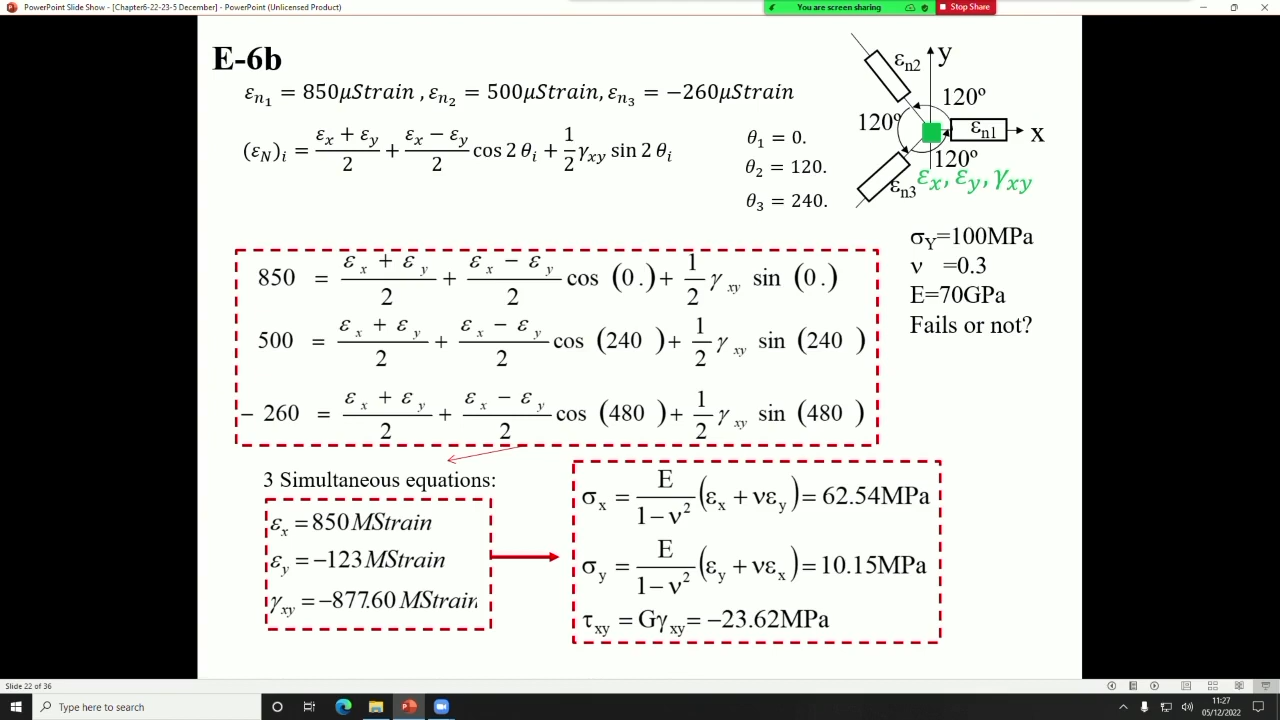 PowerPoint Slide Show - [Chapter6-22-23-5 December] - PowerPoint (Unlicensed Product)
You are screen sharing
Stop Share
E-6b
εn1 = 850μStrain , εn2 = 500μStrain, εn3 = −260μStrain
(εN)i = (εx + εy)/2 + (εx − εy)/2 cos 2 θi + 1/2 γxy sin 2 θi
θ1 = 0.
θ2 = 120.
θ3 = 240.
εn2
y
120º
120º
εn1
x
120º
εn3
εx, εy, γxy
σY=100MPa
ν =0.3
E=70GPa
Fails or not?
850 = (εx + εy)/2 + (εx − εy)/2 cos (0.) + 1/2 γxy sin (0.)
500 = (εx + εy)/2 + (εx − εy)/2 cos (240 ) + 1/2 γxy sin (240 )
− 260 = (εx + εy)/2 + (εx − εy)/2 cos (480 ) + 1/2 γxy sin (480 )
3 Simultaneous equations:
εx = 850 MStrain
εy = −123 MStrain
γxy = −877.60 MStrain
σx = E/(1− ν²) (εx + νεy) = 62.54MPa
σy = E/(1− ν²) (εy + νεx) = 10.15MPa
τxy = Gγxy = −23.62MPa
Slide 22 of 36
Type here to search
11:27
05/12/2022